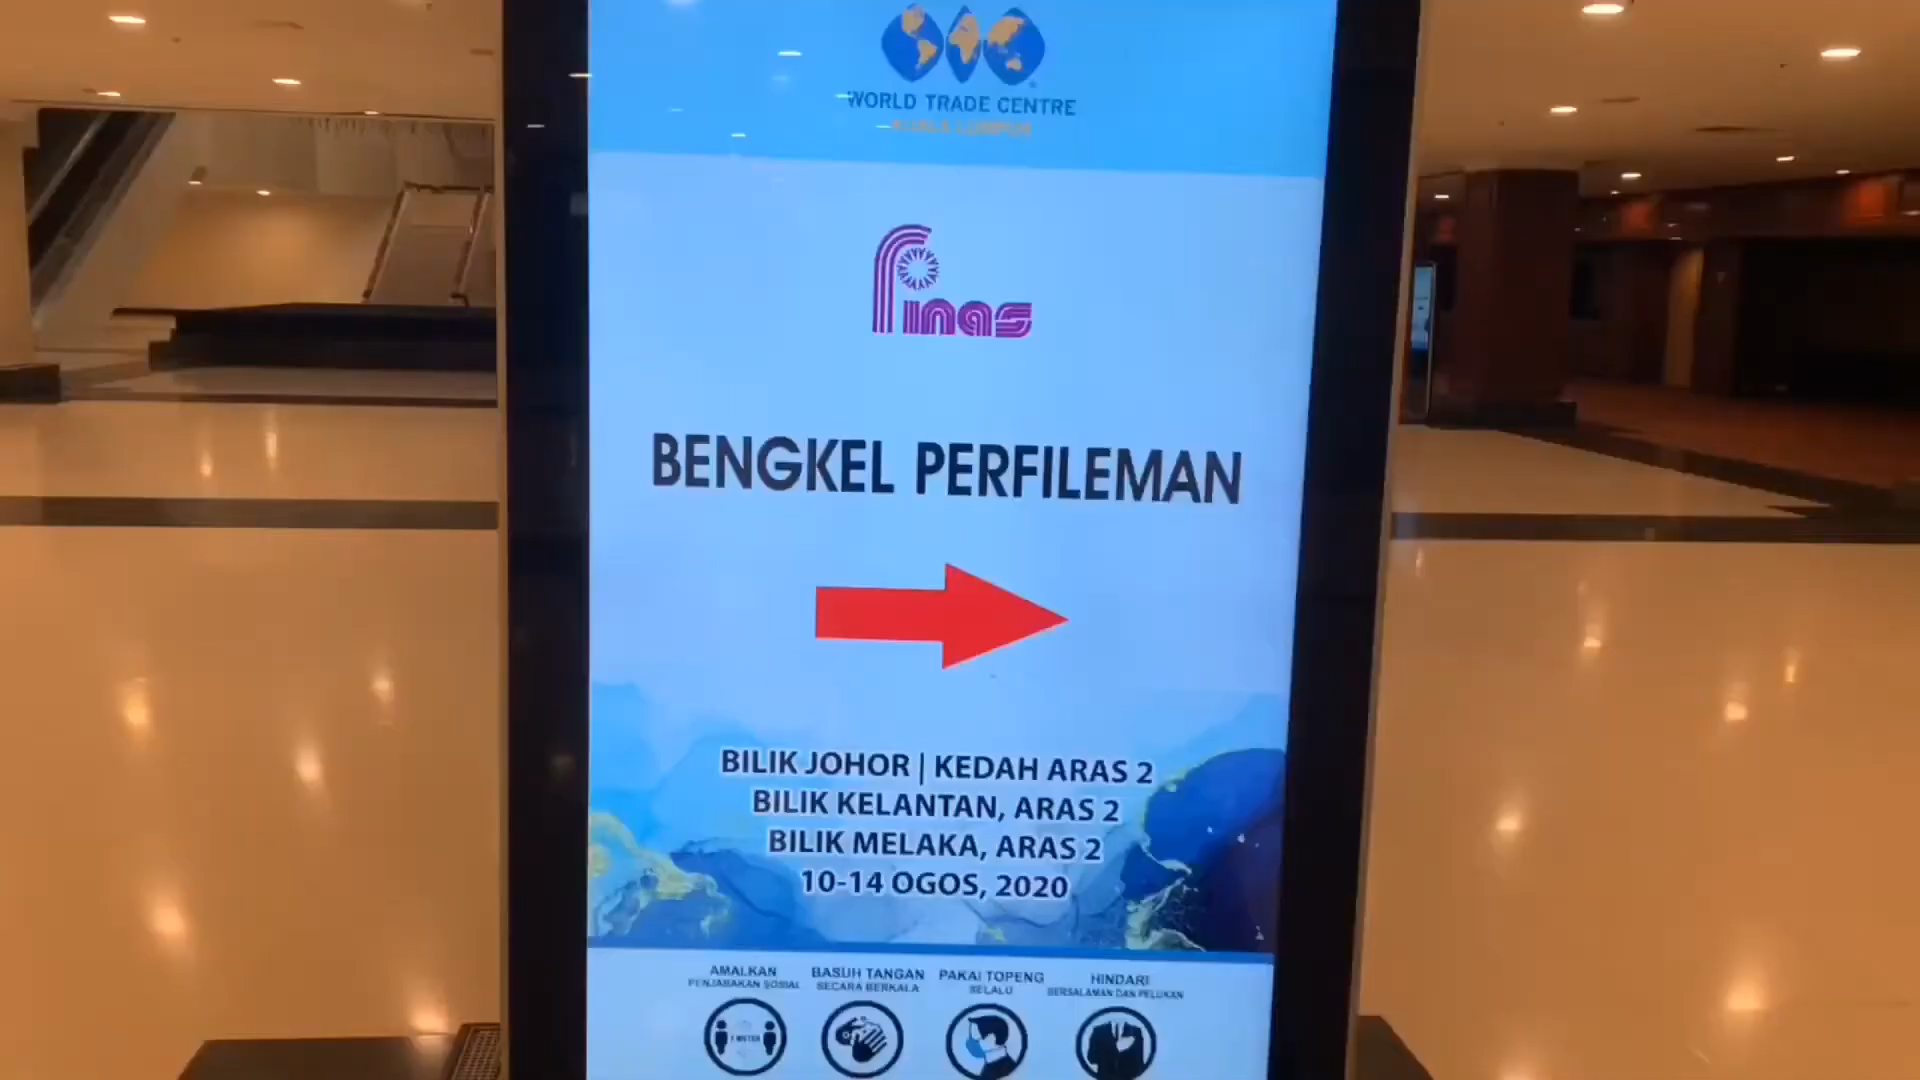 WORLD TRADE CENTRE
KUALA LUMPUR
Finas
BENGKEL PERFILEMAN
BILIK JOHOR | KEDAH ARAS 2
BILIK KELANTAN, ARAS 2
BILIK MELAKA, ARAS 2
10-14 OGOS, 2020
AMALKAN
PENJARAKAN SOSIAL
BASUH TANGAN
SECARA BERKALA
PAKAI TOPENG
SELALU
HINDARI
BERSALAMAN DAN PELUKAN
1 METER